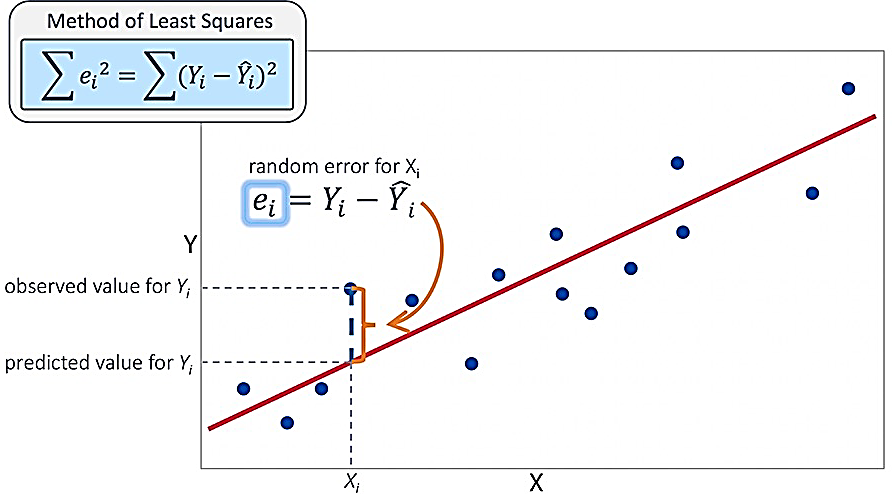 Method of Least Squares
∑ eᵢ² = ∑(Yᵢ − Ŷᵢ)²
random error for Xᵢ
eᵢ = Yᵢ − Ŷᵢ
Y
observed value for Yᵢ
predicted value for Yᵢ
Xᵢ
X